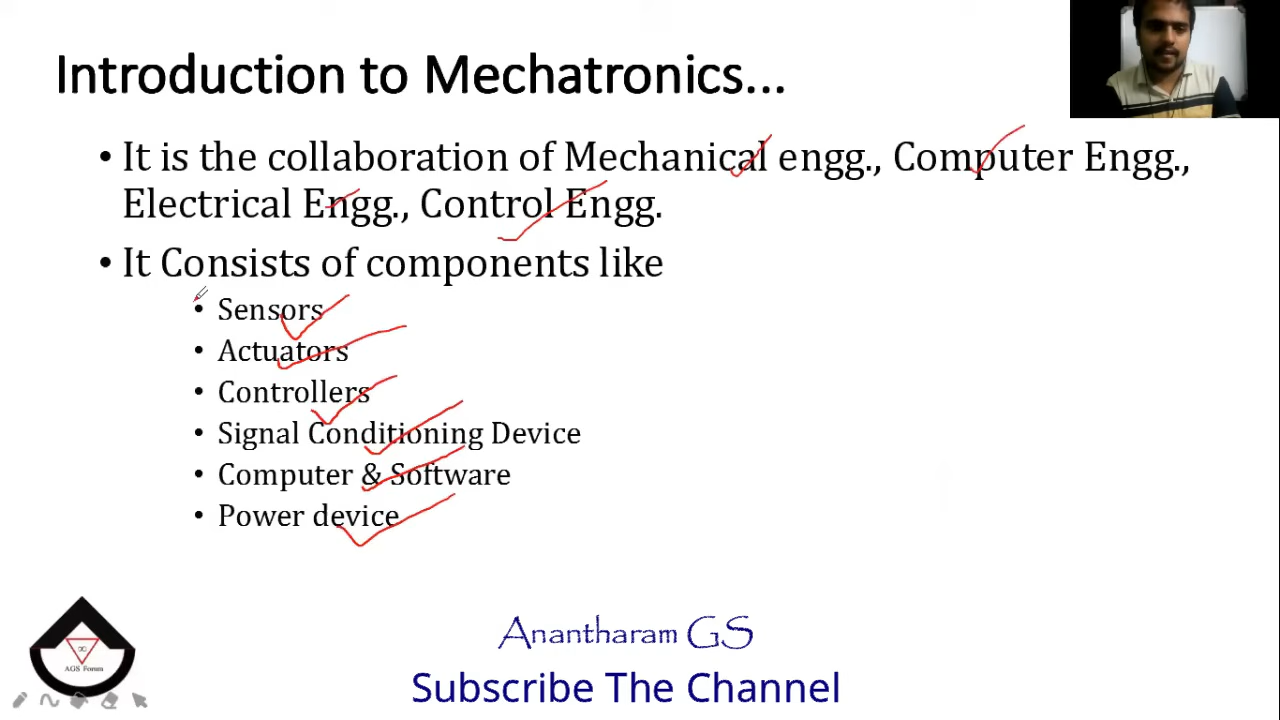 Introduction to Mechatronics...
• It is the collaboration of Mechanical engg., Computer Engg.,
Electrical Engg., Control Engg.
• It Consists of components like
• Sensors
• Actuators
• Controllers
• Signal Conditioning Device
• Computer & Software
• Power device
∞
AGS Forum
Anantharam GS
Subscribe The Channel